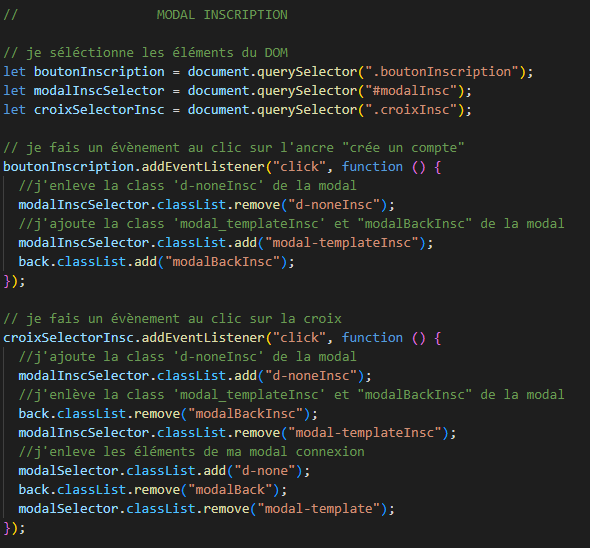 // MODAL INSCRIPTION
// je séléctionne les éléments du DOM
let boutonInscription = document.querySelector(".boutonInscription");
let modalInscSelector = document.querySelector("#modalInsc");
let croixSelectorInsc = document.querySelector(".croixInsc");
// je fais un évènement au clic sur l'ancre "crée un compte"
boutonInscription.addEventListener("click", function () {
//j'enleve la class 'd-noneInsc' de la modal
modalInscSelector.classList.remove("d-noneInsc");
//j'ajoute la class 'modal_templateInsc' et "modalBackInsc" de la modal
modalInscSelector.classList.add("modal-templateInsc");
back.classList.add("modalBackInsc");
});
// je fais un évènement au clic sur la croix
croixSelectorInsc.addEventListener("click", function () {
//j'ajoute la class 'd-noneInsc' de la modal
modalInscSelector.classList.add("d-noneInsc");
//j'enlève la class 'modal_templateInsc' et "modalBackInsc" de la modal
back.classList.remove("modalBackInsc");
modalInscSelector.classList.remove("modal-templateInsc");
//j'enleve les éléments de ma modal connexion
modalSelector.classList.add("d-none");
back.classList.remove("modalBack");
modalSelector.classList.remove("modal-template");
});